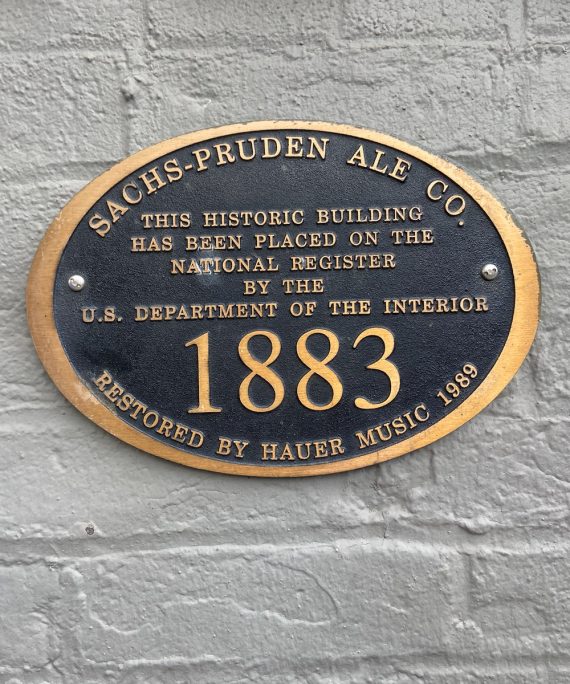 SACHS-PRUDEN ALE CO.
THIS HISTORIC BUILDING
HAS BEEN PLACED ON THE
NATIONAL REGISTER
BY THE
U.S. DEPARTMENT OF THE INTERIOR
1883
RESTORED BY HAUER MUSIC 1989